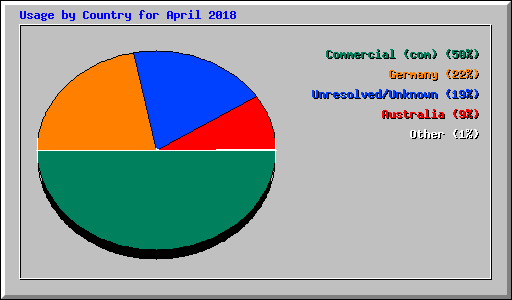 Usage by Country for April 2018
Commercial (com) (50%)
Germany (22%)
Unresolved/Unknown (19%)
Australia (9%)
Other (1%)